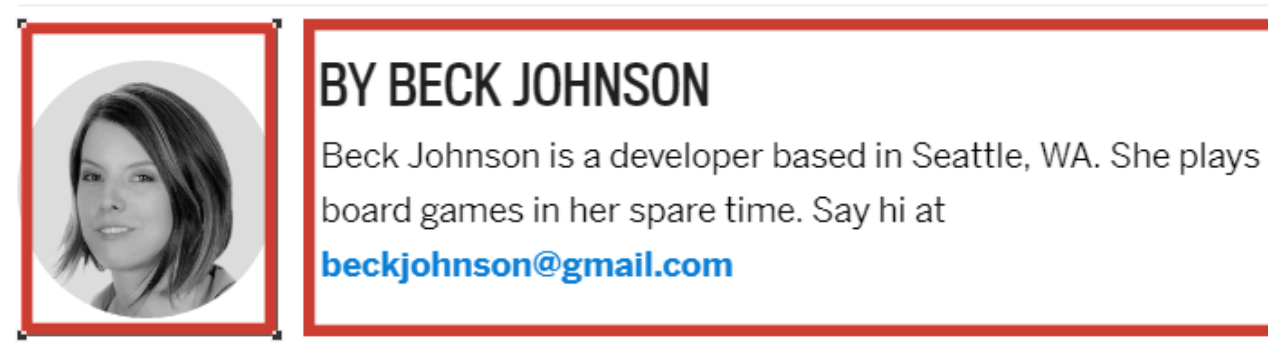 BY BECK JOHNSON
Beck Johnson is a developer based in Seattle, WA. She plays
board games in her spare time. Say hi at
beckjohnson@gmail.com